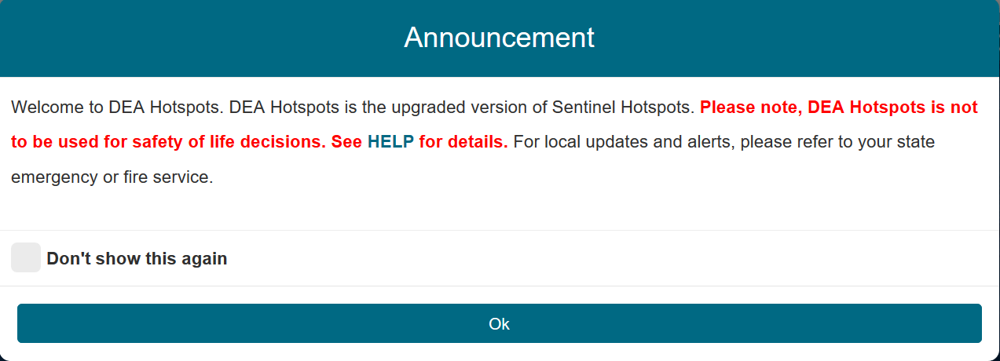 Announcement
Welcome to DEA Hotspots. DEA Hotspots is the upgraded version of Sentinel Hotspots. Please note, DEA Hotspots is not
to be used for safety of life decisions. See HELP for details. For local updates and alerts, please refer to your state
emergency or fire service.
Don't show this again
Ok